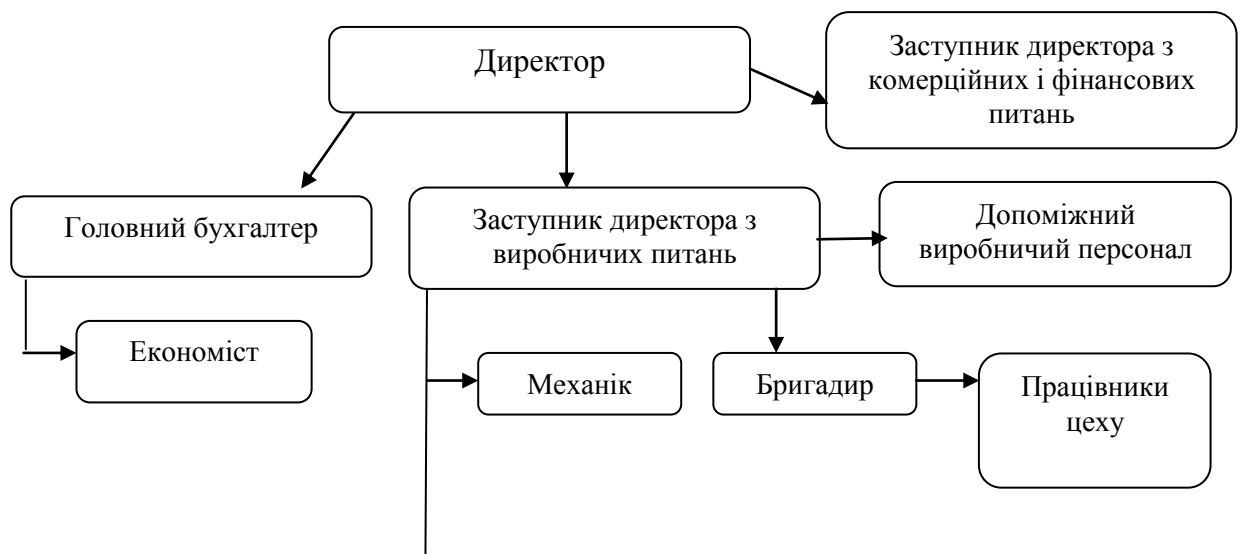 Директор
Заступник директора з
комерційних і фінансових
питань
Головний бухгалтер
Заступник директора з
виробничих питань
Допоміжний
виробничий персонал
Економіст
Механік
Бригадир
Працівники
цеху